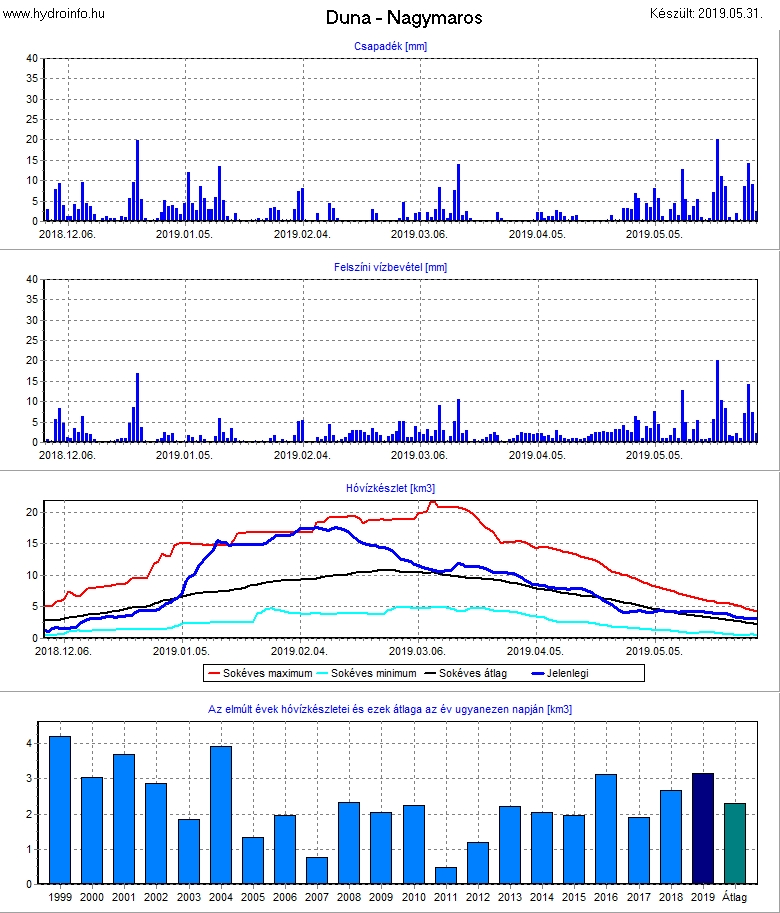 www.hydroinfo.hu
Duna - Nagymaros
Készült: 2019.05.31.
Csapadék [mm]
40
35
30
25
20
15
10
5
0
2018.12.06. 2019.01.05. 2019.02.04. 2019.03.06. 2019.04.05. 2019.05.05.
Felszíni vízbevétel [mm]
40
35
30
25
20
15
10
5
0
2018.12.06. 2019.01.05. 2019.02.04. 2019.03.06. 2019.04.05. 2019.05.05.
Hóvízkészlet [km3]
20
15
10
5
0
2018.12.06. 2019.01.05. 2019.02.04. 2019.03.06. 2019.04.05. 2019.05.05.
Sokéves maximum Sokéves minimum Sokéves átlag Jelenlegi
Az elmúlt évek hóvízkészletei és ezek átlaga az év ugyanezen napján [km3]
4
3
2
1
0
1999 2000 2001 2002 2003 2004 2005 2006 2007 2008 2009 2010 2011 2012 2013 2014 2015 2016 2017 2018 2019 Átlag